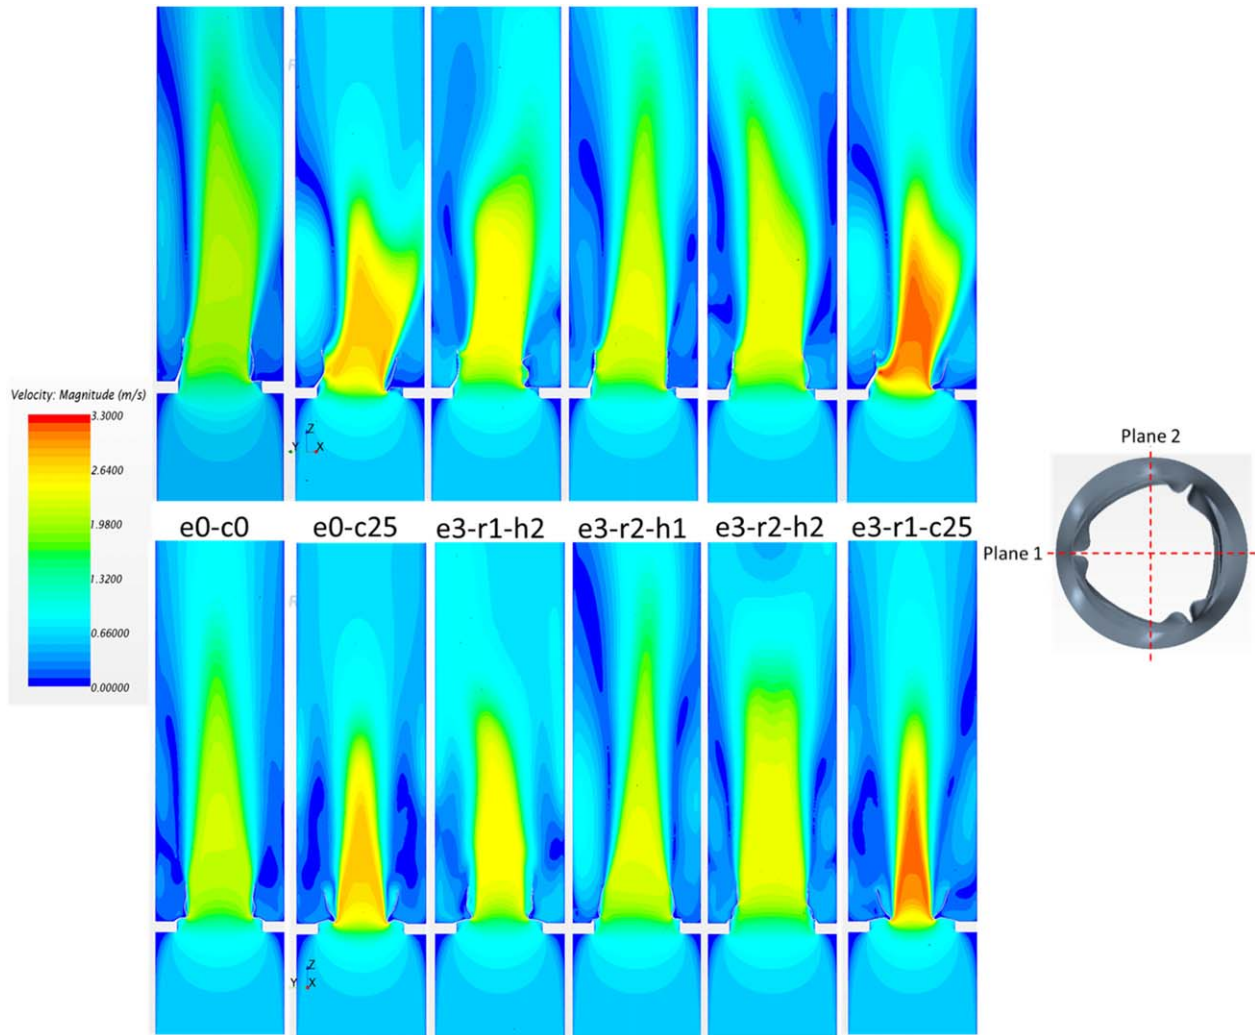 R
Velocity: Magnitude (m/s)
3.3000
2.6400
1.9800
1.3200
0.66000
0.00000
Z
Y X
e0-c0 e0-c25 e3-r1-h2 e3-r2-h1 e3-r2-h2 e3-r1-c25
Plane 2
Plane 1
R
Z
Y X